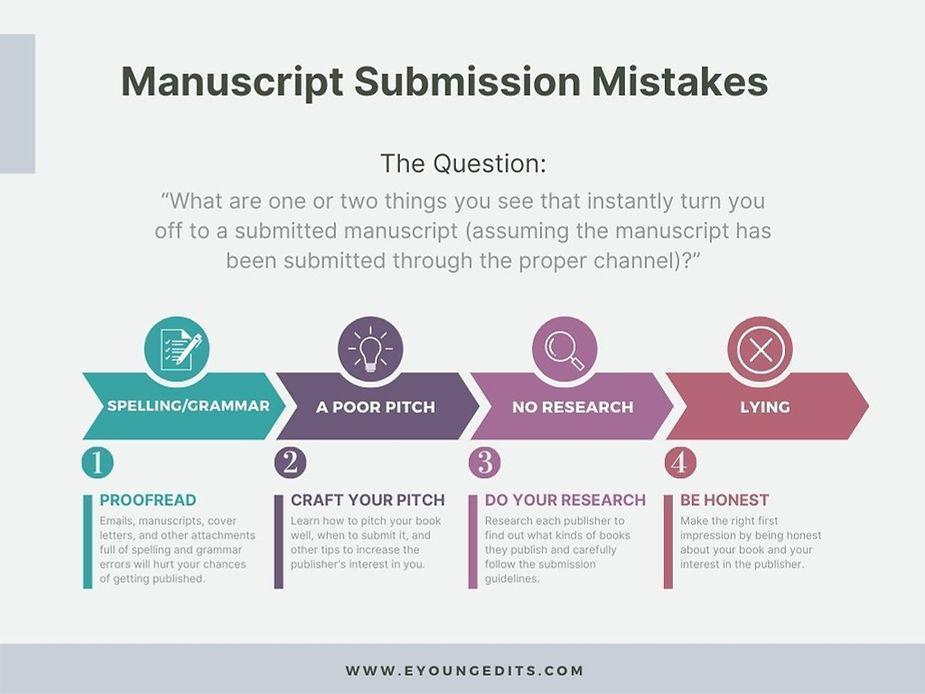 Manuscript Submission Mistakes
The Question:
“What are one or two things you see that instantly turn you
off to a submitted manuscript (assuming the manuscript has
been submitted through the proper channel)?”
SPELLING/GRAMMAR
A POOR PITCH
NO RESEARCH
LYING
1
PROOFREAD
Emails, manuscripts, cover
letters, and other attachments
full of spelling and grammar
errors will hurt your chances
of getting published.
2
CRAFT YOUR PITCH
Learn how to pitch your book
well, when to submit it, and
other tips to increase the
publisher's interest in you.
3
DO YOUR RESEARCH
Research each publisher to
find out what kinds of books
they publish and carefully
follow the submission
guidelines.
4
BE HONEST
Make the right first
impression by being honest
about your book and your
interest in the publisher.
WWW.EYOUNGEDITS.COM